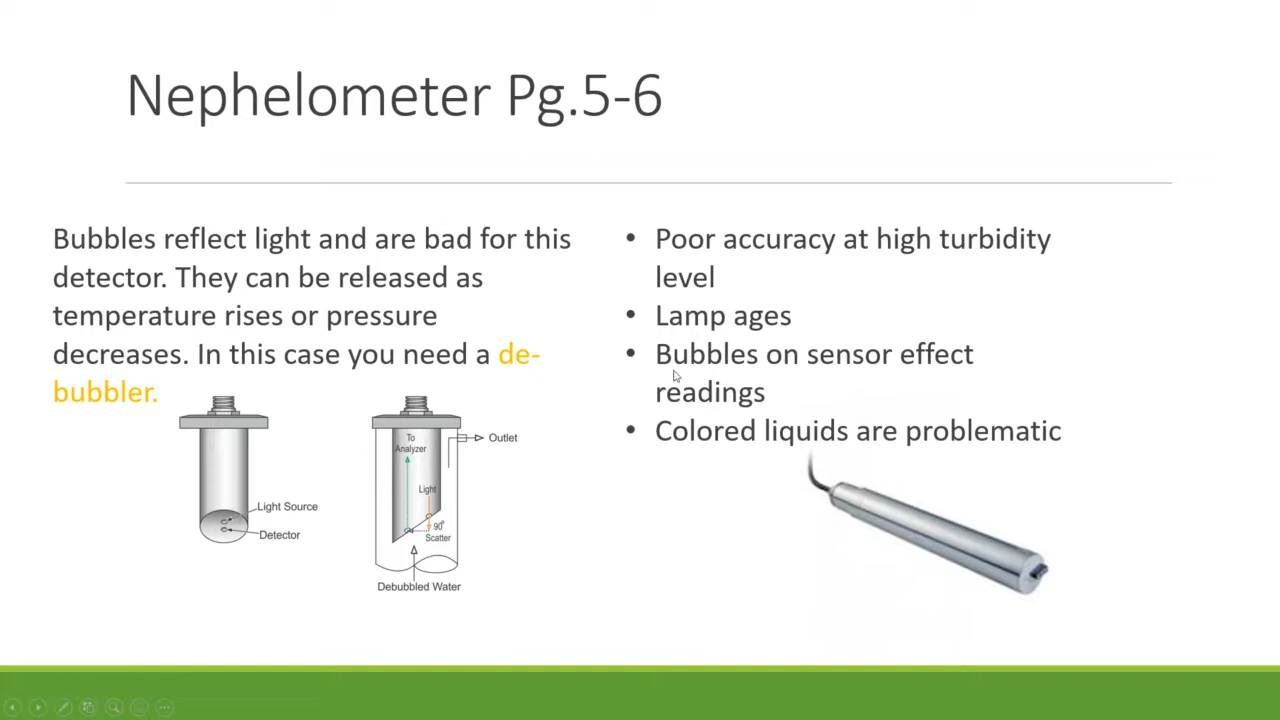 Nephelometer Pg.5-6
Bubbles reflect light and are bad for this
detector. They can be released as
temperature rises or pressure
decreases. In this case you need a de-
bubbler.
• Poor accuracy at high turbidity
level
• Lamp ages
• Bubbles on sensor effect
readings
• Colored liquids are problematic
Light Source
Detector
To
Analyzer
Outlet
Light
90°
Scatter
Debubbled Water